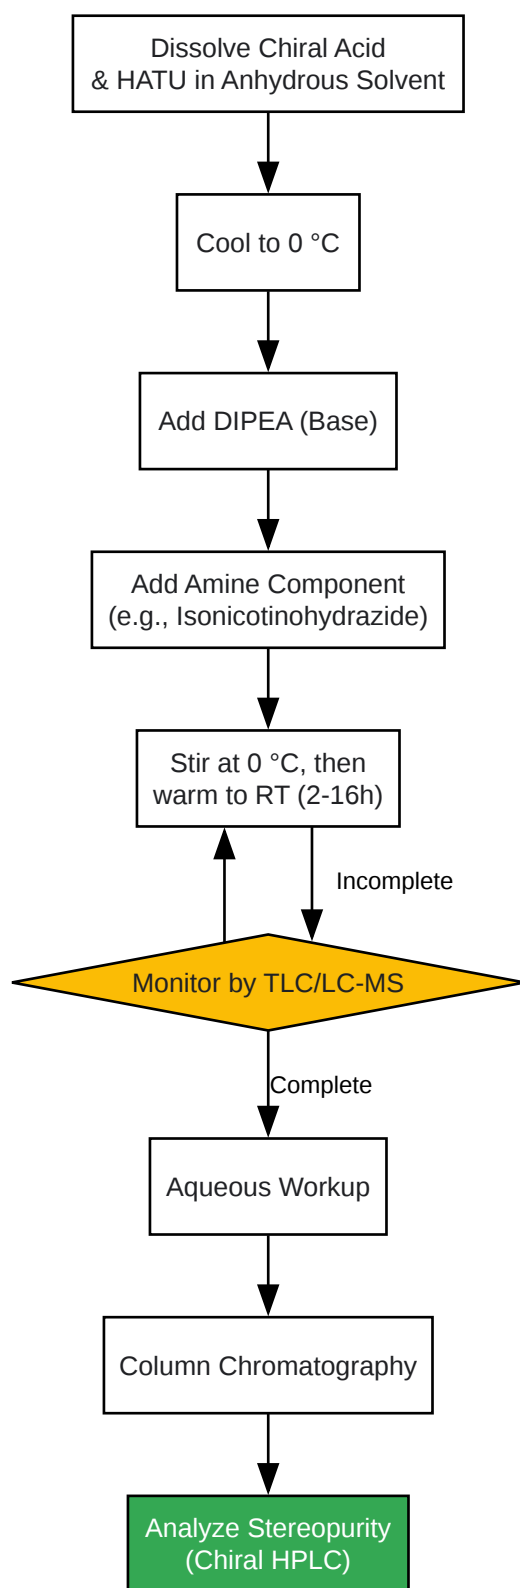 Dissolve Chiral Acid
& HATU in Anhydrous Solvent
Cool to 0 °C
Add DIPEA (Base)
Add Amine Component
(e.g., Isonicotinohydrazide)
Stir at 0 °C, then
warm to RT (2-16h)
Incomplete
Monitor by TLC/LC-MS
Complete
Aqueous Workup
Column Chromatography
Analyze Stereopurity
(Chiral HPLC)